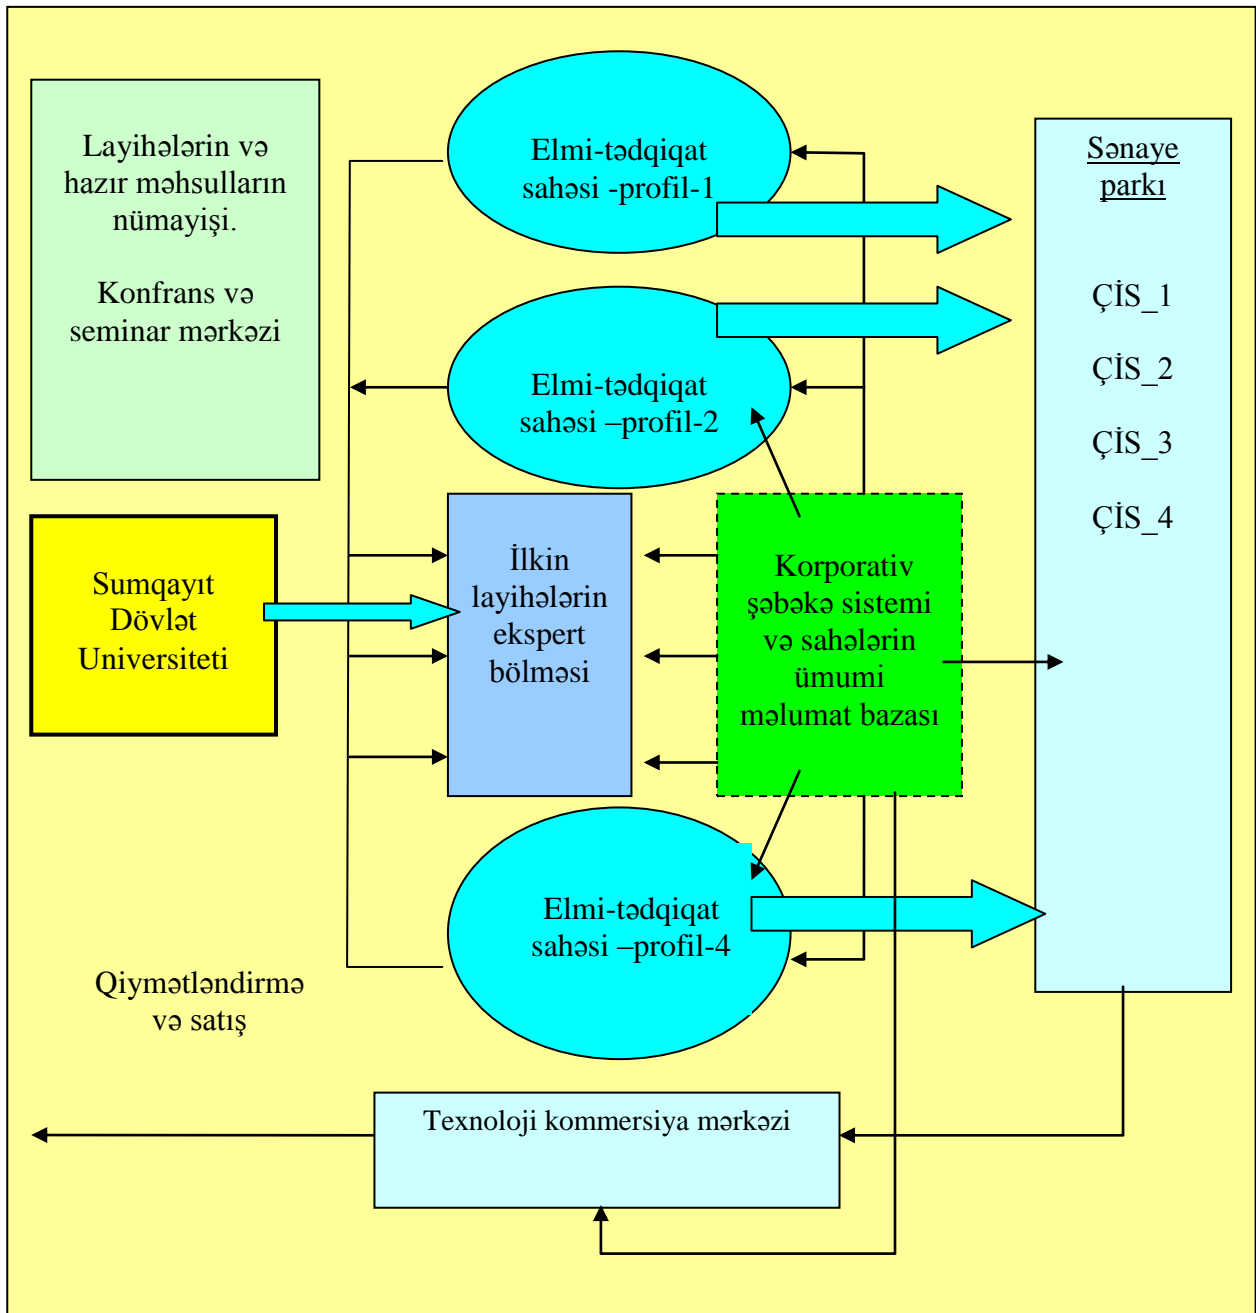 Layihələrin və
hazır məhsulların
nümayişi.
Konfrans və
seminar mərkəzi
Elmi-tədqiqat
sahəsi -profil-1
Elmi-tədqiqat
sahəsi –profil-2
Sənaye
parkı
ÇİS_1
ÇİS_2
ÇİS_3
ÇİS_4
Sumqayıt
Dövlət
Universiteti
İlkin
layihələrin
ekspert
bölməsi
Korporativ
şəbəkə sistemi
və sahələrin
ümumi
məlumat bazası
Elmi-tədqiqat
sahəsi –profil-4
Qiymətləndirmə
və satış
Texnoloji kommersiya mərkəzi